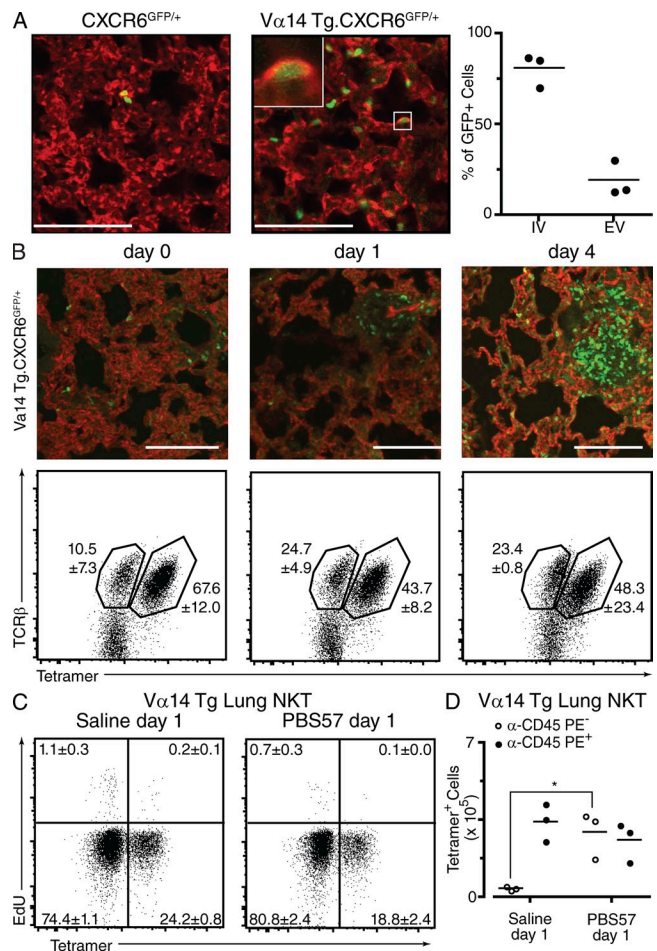 A
CXCR6GFP/+
Vα14 Tg.CXCR6GFP/+
% of GFP+ Cells
100
50
0
IV
EV
B
day 0
day 1
day 4
Va14 Tg.CXCR6GFP/+
TCRβ
10.5
±7.3
67.6
±12.0
24.7
±4.9
43.7
±8.2
23.4
±0.8
48.3
±23.4
Tetramer
C
Vα14 Tg Lung NKT
Saline day 1
PBS57 day 1
EdU
1.1±0.3
0.2±0.1
74.4±1.1
24.2±0.8
0.7±0.3
0.1±0.0
80.8±2.4
18.8±2.4
Tetramer
D
Vα14 Tg Lung NKT
α-CD45 PE-
α-CD45 PE+
Tetramer+ Cells
(x 105)
7
0
*
Saline
day 1
PBS57
day 1